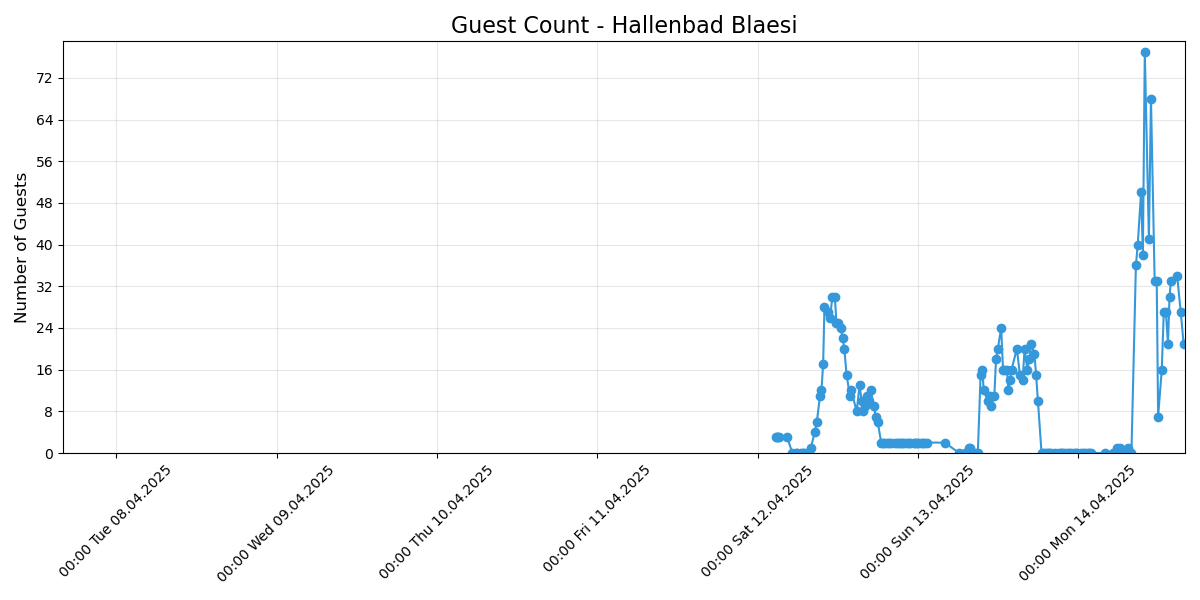 Guest Count - Hallenbad Blaesi
Number of Guests
72
64
56
48
40
32
24
16
8
0
00:00 Tue 08.04.2025
00:00 Wed 09.04.2025
00:00 Thu 10.04.2025
00:00 Fri 11.04.2025
00:00 Sat 12.04.2025
00:00 Sun 13.04.2025
00:00 Mon 14.04.2025